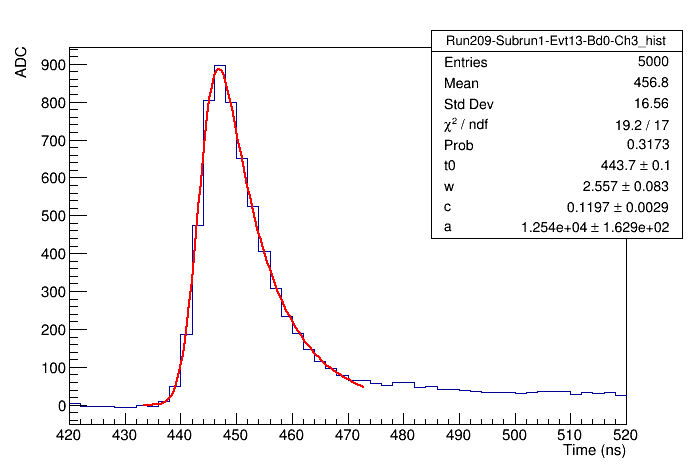 Run209-Subrun1-Evt13-Bd0-Ch3_hist
Entries 5000
Mean 456.8
Std Dev 16.56
χ² / ndf 19.2 / 17
Prob 0.3173
t0 443.7 ± 0.1
w 2.557 ± 0.083
c 0.1197 ± 0.0029
a 1.254e+04 ± 1.629e+02
ADC
900
800
700
600
500
400
300
200
100
0
420 430 440 450 460 470 480 490 500 510 520
Time (ns)